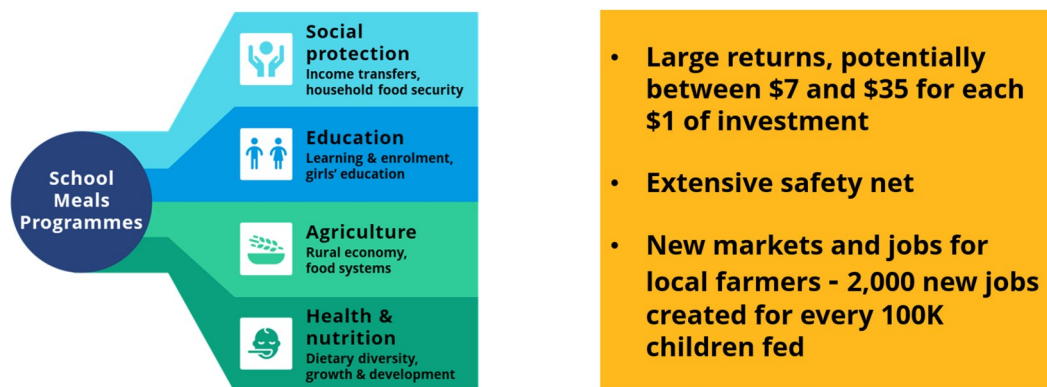 School
Meals
Programmes
Social
protection
Income transfers,
household food security
Education
Learning & enrolment,
girls’ education
Agriculture
Rural economy,
food systems
Health &
nutrition
Dietary diversity,
growth & development
• Large returns, potentially
between $7 and $35 for each
$1 of investment
• Extensive safety net
• New markets and jobs for
local farmers - 2,000 new jobs
created for every 100K
children fed